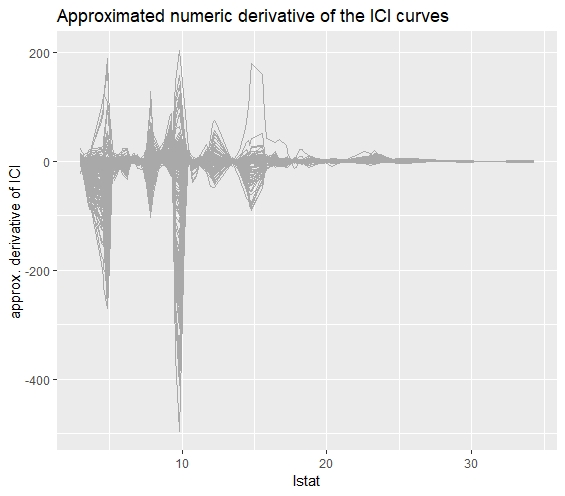 Approximated numeric derivative of the ICI curves
200
0
-200
-400
approx. derivative of ICI
10
20
30
lstat